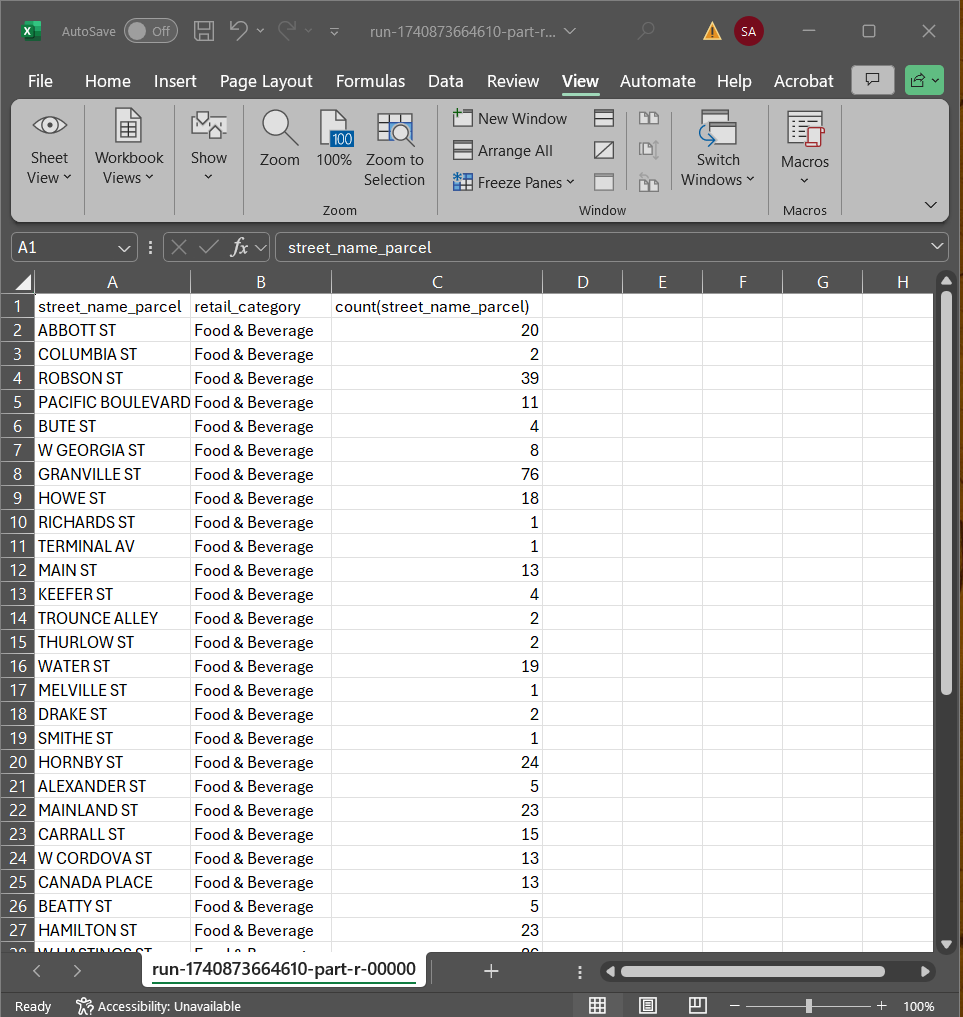 AutoSave Off run-1740873664610-part-r... SA
File Home Insert Page Layout Formulas Data Review View Automate Help Acrobat
Sheet View
Workbook Views
Show
Zoom
100
100%
Zoom to Selection
Zoom
New Window
Arrange All
Freeze Panes
Switch Windows
Window
Macros
Macros
A1 fx street_name_parcel
A B C D E F G H
1 street_name_parcel retail_category count(street_name_parcel)
2 ABBOTT ST Food & Beverage 20
3 COLUMBIA ST Food & Beverage 2
4 ROBSON ST Food & Beverage 39
5 PACIFIC BOULEVARD Food & Beverage 11
6 BUTE ST Food & Beverage 4
7 W GEORGIA ST Food & Beverage 8
8 GRANVILLE ST Food & Beverage 76
9 HOWE ST Food & Beverage 18
10 RICHARDS ST Food & Beverage 1
11 TERMINAL AV Food & Beverage 1
12 MAIN ST Food & Beverage 13
13 KEEFER ST Food & Beverage 4
14 TROUNCE ALLEY Food & Beverage 2
15 THURLOW ST Food & Beverage 2
16 WATER ST Food & Beverage 19
17 MELVILLE ST Food & Beverage 1
18 DRAKE ST Food & Beverage 2
19 SMITHE ST Food & Beverage 1
20 HORNBY ST Food & Beverage 24
21 ALEXANDER ST Food & Beverage 5
22 MAINLAND ST Food & Beverage 23
23 CARRALL ST Food & Beverage 15
24 W CORDOVA ST Food & Beverage 13
25 CANADA PLACE Food & Beverage 13
26 BEATTY ST Food & Beverage 5
27 HAMILTON ST Food & Beverage 23
28 W HASTINGS ST Food & Beverage
run-1740873664610-part-r-00000
Ready Accessibility: Unavailable 100%